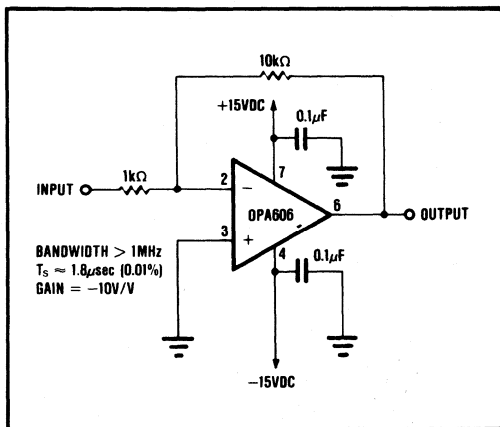 10kΩ
+15VDC
0.1μF
7
INPUT
1kΩ
2
−
OPA606
6
OUTPUT
3
+
4
0.1μF
BANDWIDTH > 1MHz
TS ≈ 1.8μsec (0.01%)
GAIN = −10V/V
−15VDC